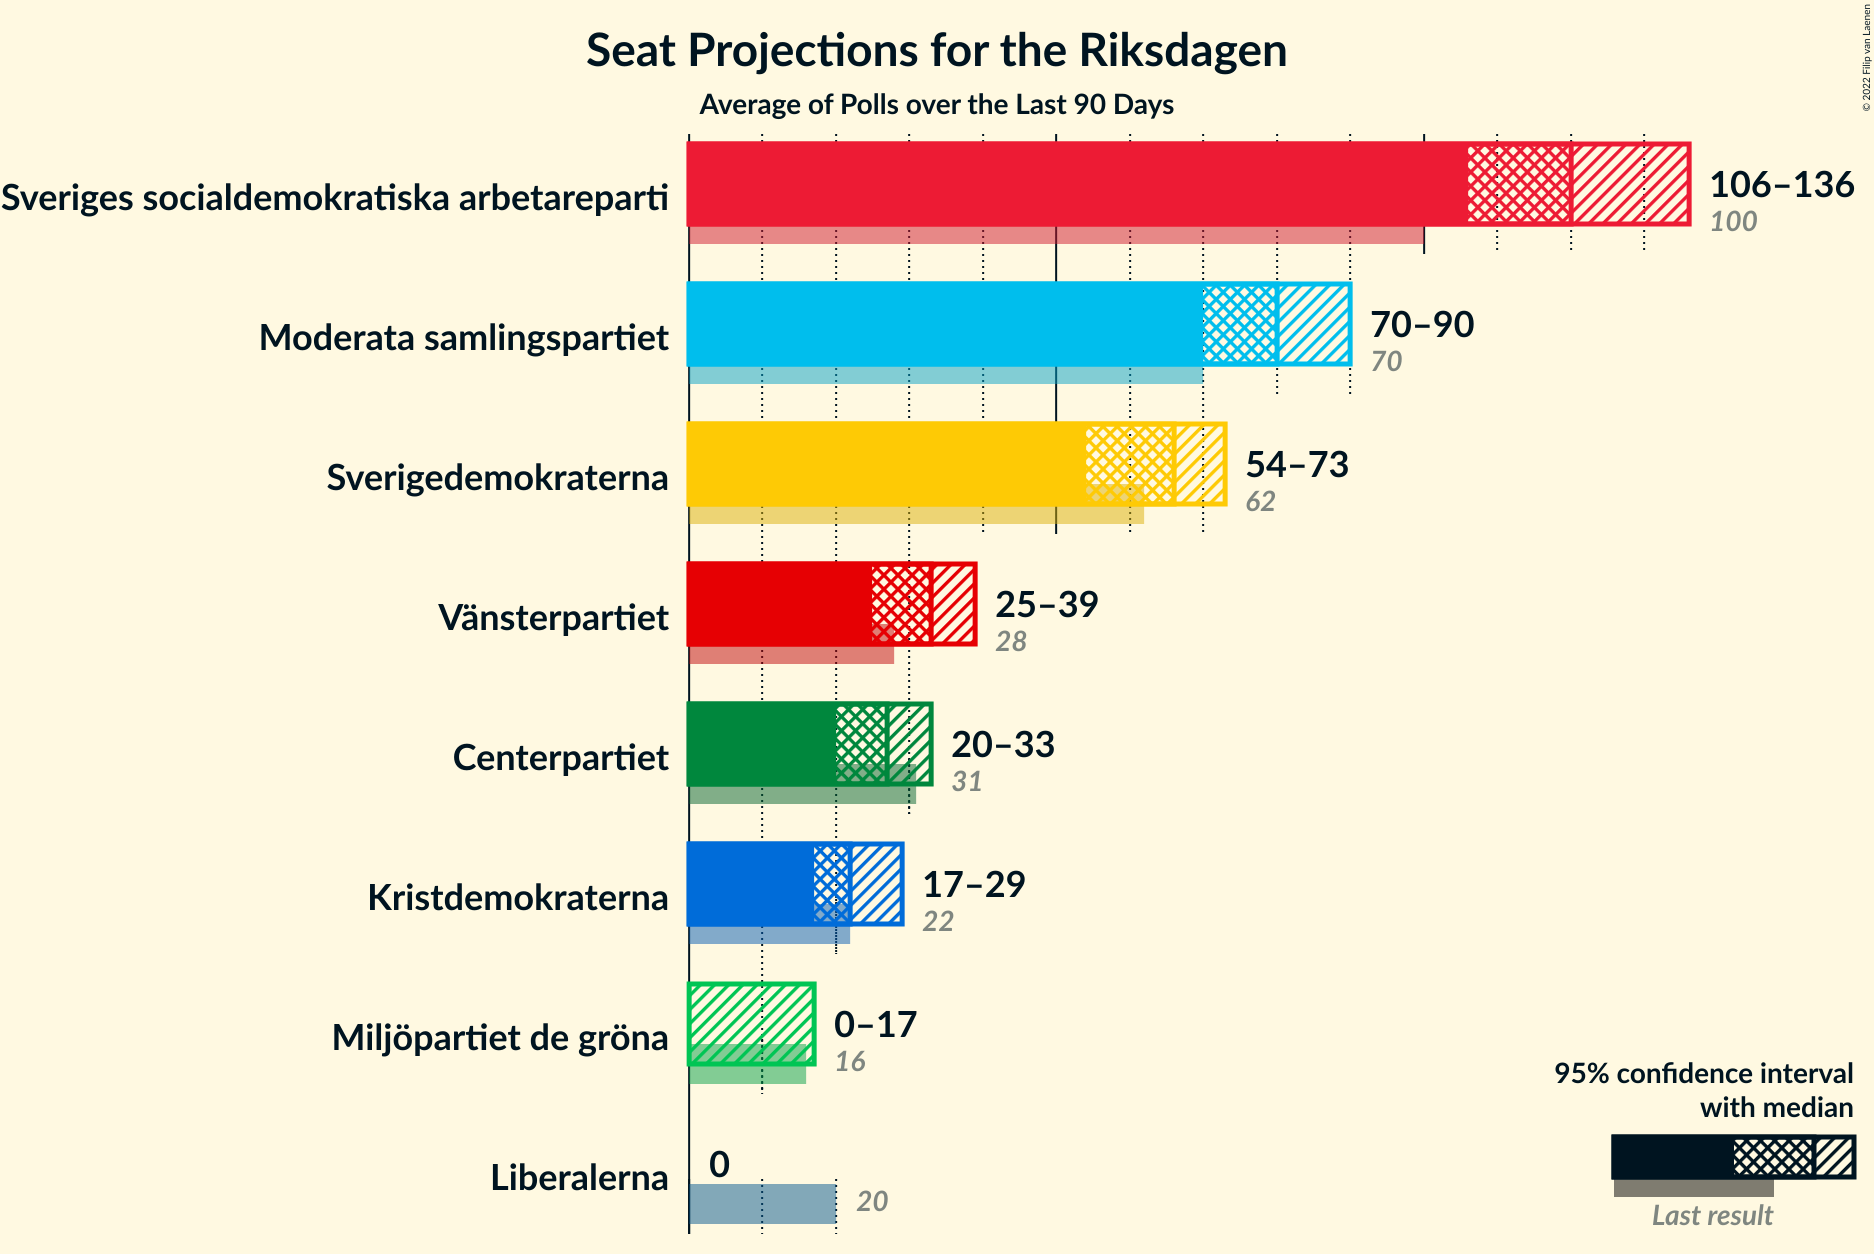 Seat Projections for the Riksdagen
Average of Polls over the Last 90 Days
© 2022 Filip van Laenen
Sveriges socialdemokratiska arbetareparti
106–136
100
Moderata samlingspartiet
70–90
70
Sverigedemokraterna
54–73
62
Vänsterpartiet
25–39
28
Centerpartiet
20–33
31
Kristdemokraterna
17–29
22
Miljöpartiet de gröna
0–17
16
Liberalerna
0
20
95% confidence interval
with median
Last result